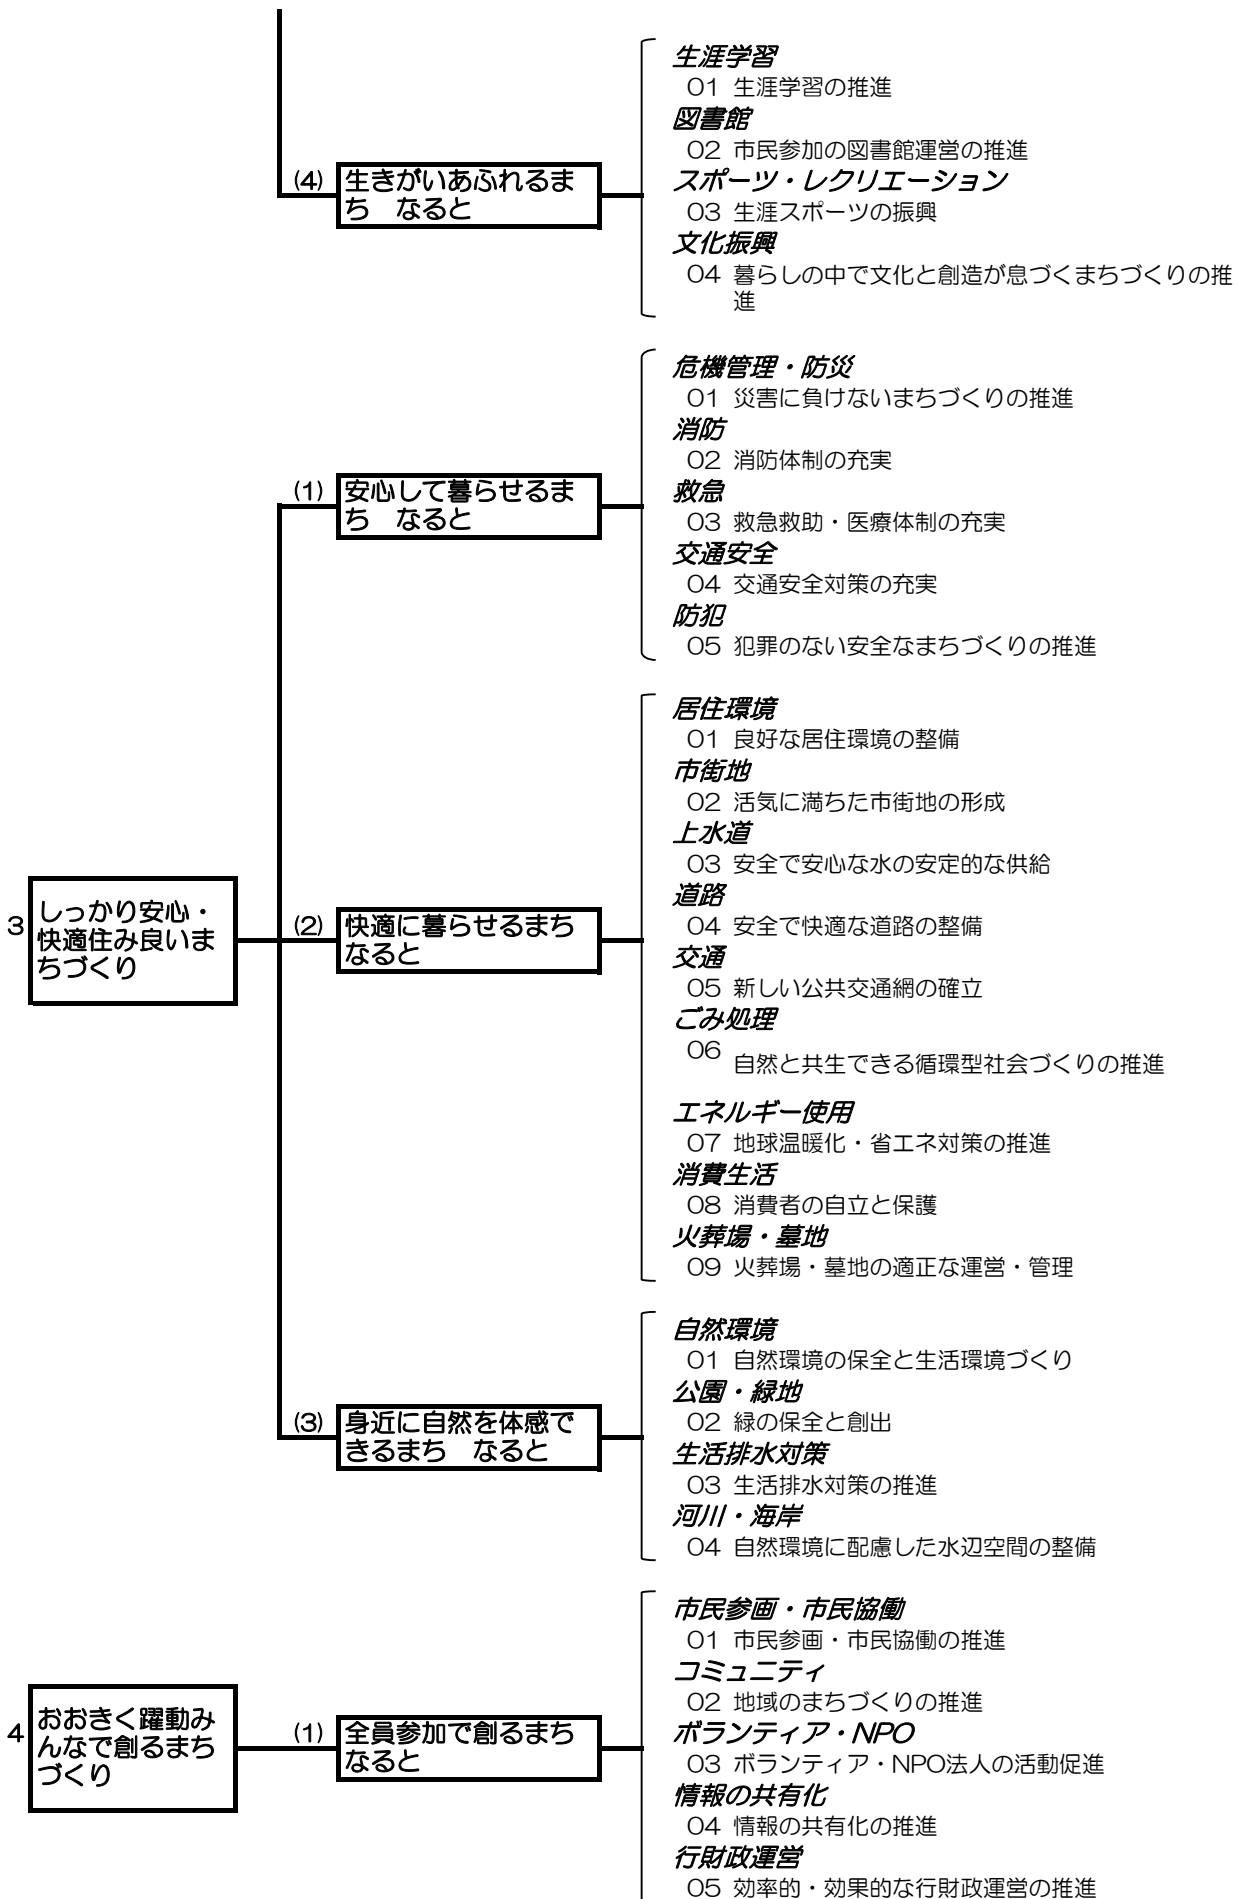 (4) 生きがいあふれるま
ち　なると
生涯学習
01 生涯学習の推進
図書館
02 市民参加の図書館運営の推進
スポーツ・レクリエーション
03 生涯スポーツの振興
文化振興
04 暮らしの中で文化と創造が息づくまちづくりの推
進
3 しっかり安心・
快適住み良いま
ちづくり
(1) 安心して暮らせるま
ち　なると
危機管理・防災
01 災害に負けないまちづくりの推進
消防
02 消防体制の充実
救急
03 救急救助・医療体制の充実
交通安全
04 交通安全対策の充実
防犯
05 犯罪のない安全なまちづくりの推進
(2) 快適に暮らせるまち
なると
居住環境
01 良好な居住環境の整備
市街地
02 活気に満ちた市街地の形成
上水道
03 安全で安心な水の安定的な供給
道路
04 安全で快適な道路の整備
交通
05 新しい公共交通網の確立
ごみ処理
06 自然と共生できる循環型社会づくりの推進
エネルギー使用
07 地球温暖化・省エネ対策の推進
消費生活
08 消費者の自立と保護
火葬場・墓地
09 火葬場・墓地の適正な運営・管理
(3) 身近に自然を体感で
きるまち　なると
自然環境
01 自然環境の保全と生活環境づくり
公園・緑地
02 緑の保全と創出
生活排水対策
03 生活排水対策の推進
河川・海岸
04 自然環境に配慮した水辺空間の整備
4 おおきく躍動み
んなで創るまち
づくり
(1) 全員参加で創るまち
なると
市民参画・市民協働
01 市民参画・市民協働の推進
コミュニティ
02 地域のまちづくりの推進
ボランティア・NPO
03 ボランティア・NPO法人の活動促進
情報の共有化
04 情報の共有化の推進
行財政運営
05 効率的・効果的な行財政運営の推進